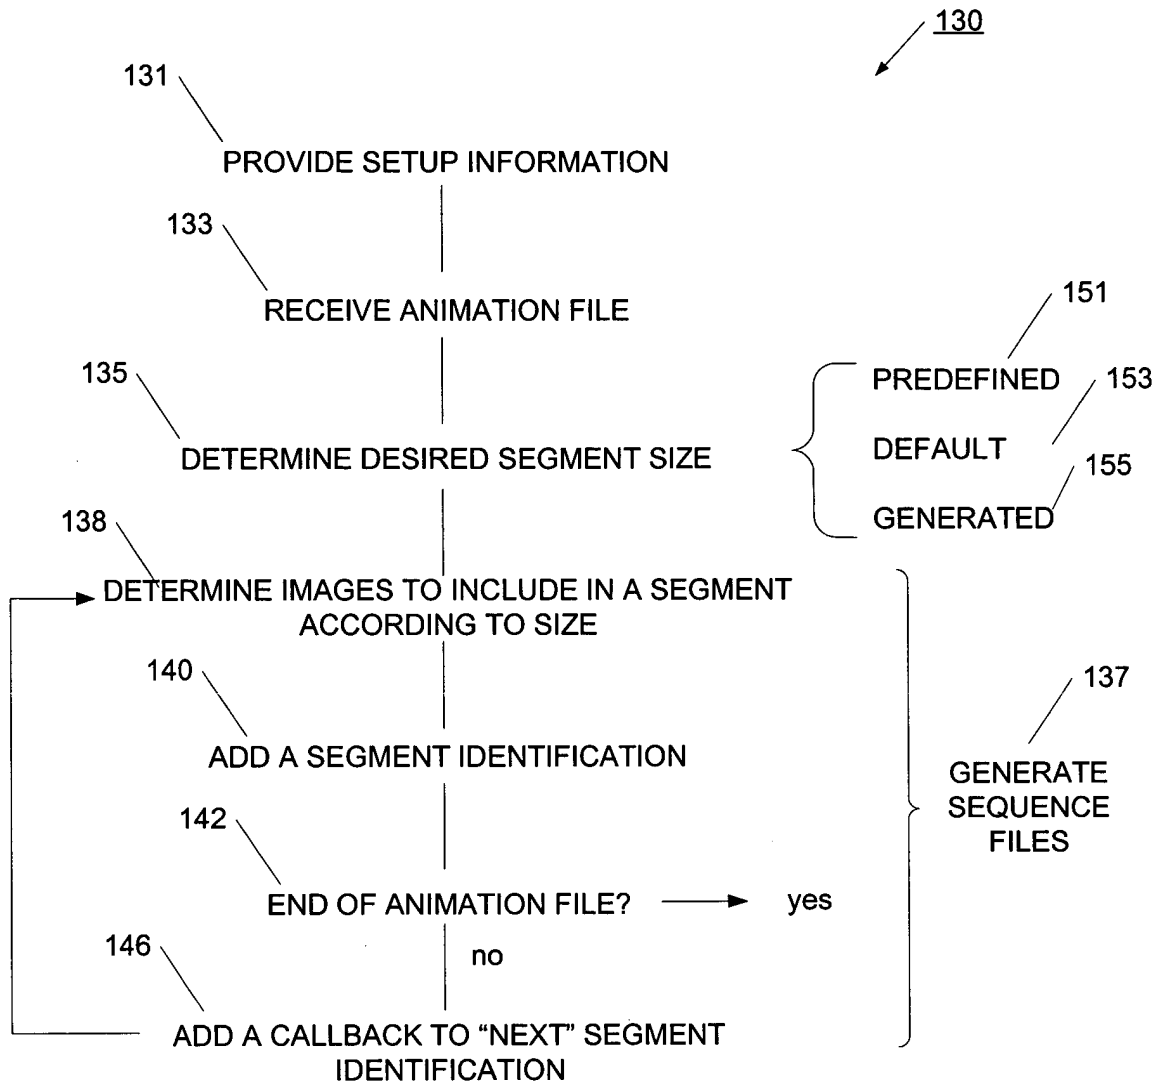 130
131
PROVIDE SETUP INFORMATION
133
RECEIVE ANIMATION FILE
151
135
PREDEFINED
153
DETERMINE DESIRED SEGMENT SIZE
DEFAULT
155
138
GENERATED
DETERMINE IMAGES TO INCLUDE IN A SEGMENT
ACCORDING TO SIZE
140
137
ADD A SEGMENT IDENTIFICATION
GENERATE
SEQUENCE
FILES
142
END OF ANIMATION FILE?
yes
146
no
ADD A CALLBACK TO “NEXT” SEGMENT
IDENTIFICATION